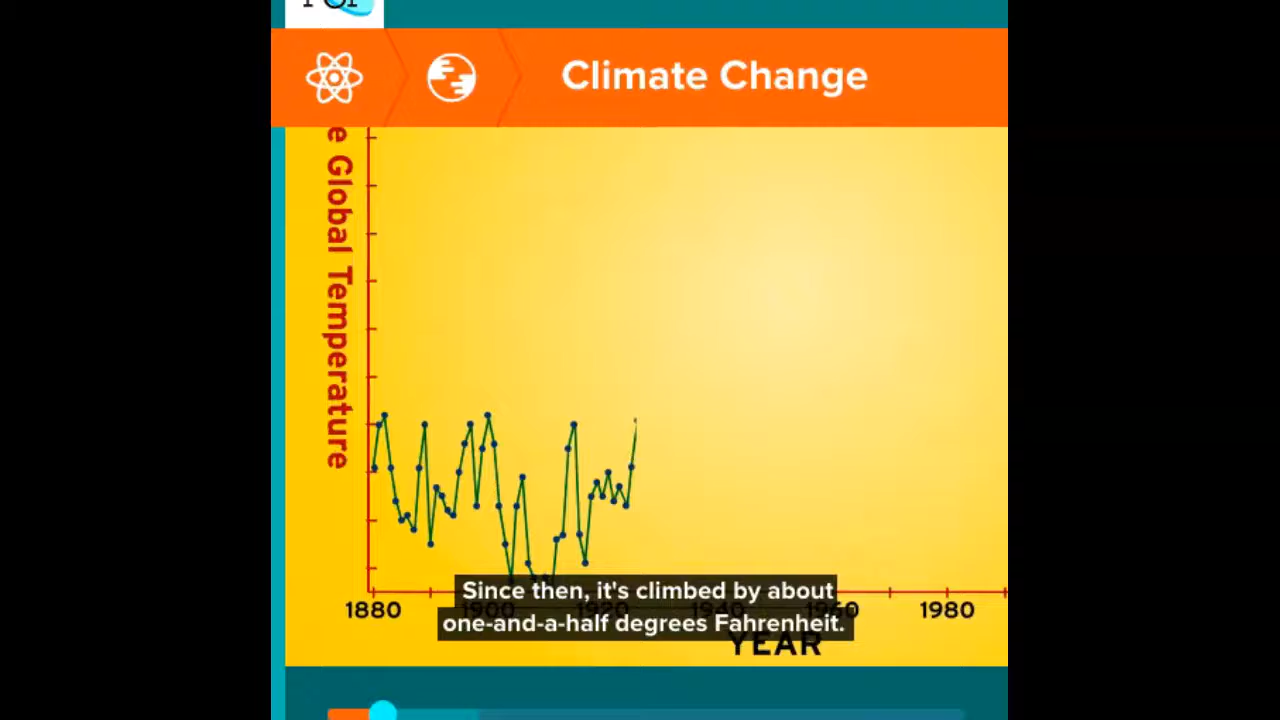 Climate Change
e Global Temperature
Since then, it's climbed by about
one-and-a-half degrees Fahrenheit.
1880 1900 1920 1940 1960 1980
YEAR